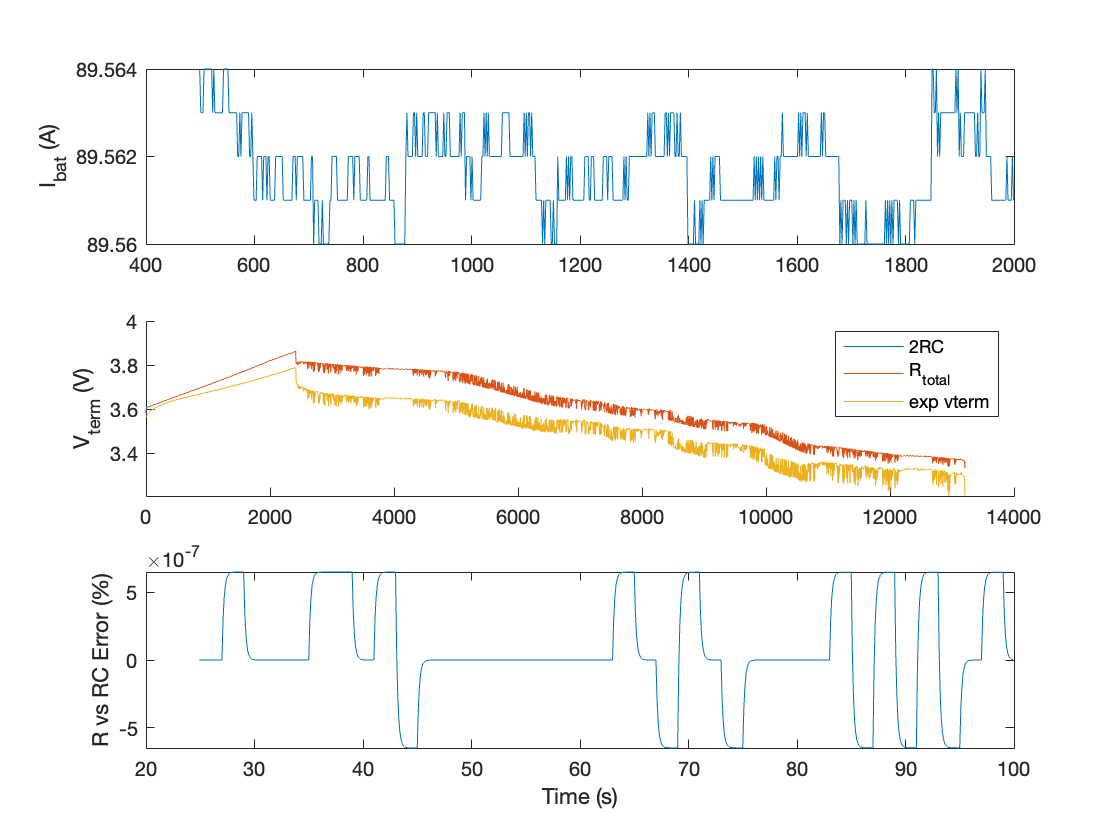 89.564
89.562
89.56
I_bat (A)
400 600 800 1000 1200 1400 1600 1800 2000
4
3.8
3.6
3.4
V_term (V)
2RC
R_total
exp vterm
0 2000 4000 6000 8000 10000 12000 14000
×10^-7
5
0
-5
R vs RC Error (%)
20 30 40 50 60 70 80 90 100
Time (s)